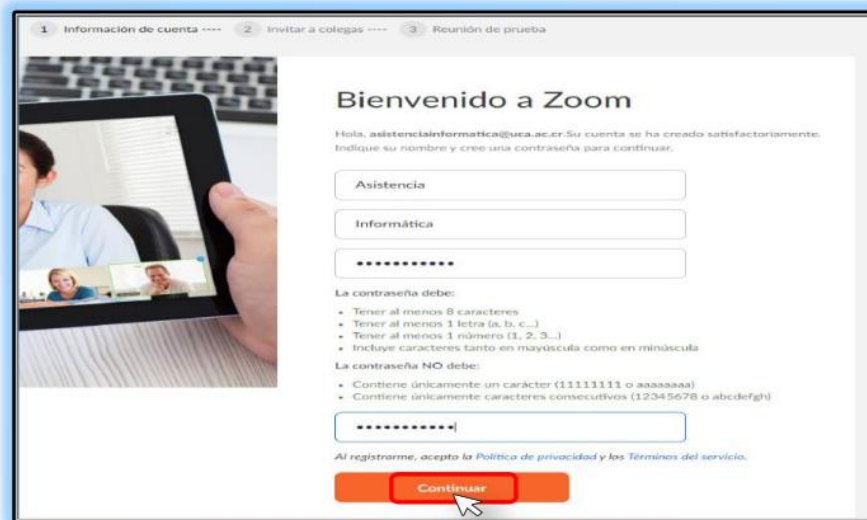 1 Información de cuenta ---- 2 Invitar a colegas ---- 3 Reunión de prueba
Bienvenido a Zoom
Hola, asistenciainformatica@uca.ac.cr.Su cuenta se ha creado satisfactoriamente.
Indique su nombre y cree una contraseña para continuar.
Asistencia
Informática
•••••••••••
La contraseña debe:
• Tener al menos 8 caracteres
• Tener al menos 1 letra (a, b, c...)
• Tener al menos 1 número (1, 2, 3...)
• Incluye caracteres tanto en mayúscula como en minúscula
La contraseña NO debe:
• Contiene únicamente un carácter (11111111 o aaaaaaaa)
• Contiene únicamente caracteres consecutivos (12345678 o abcdefgh)
•••••••••••
Al registrarme, acepto la Política de privacidad y los Términos del servicio.
Continuar